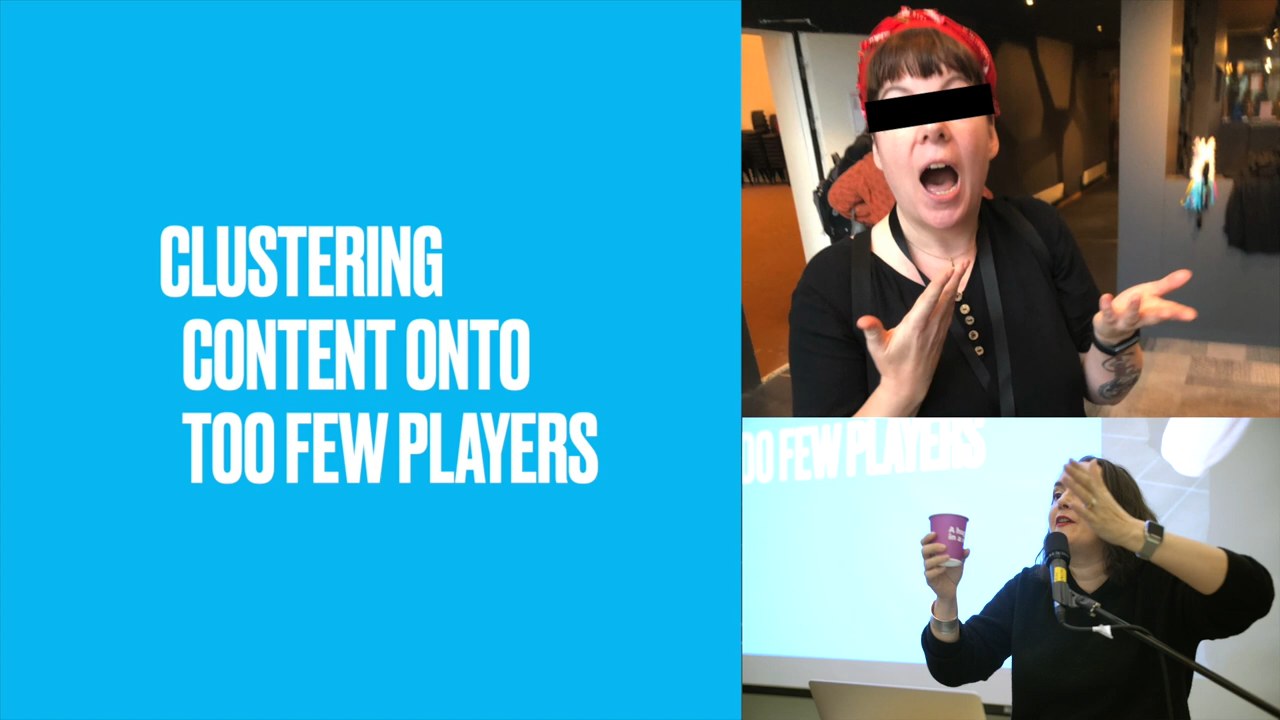 CLUSTERING
CONTENT ONTO
TOO FEW PLAYERS
OO FEW PLAYERS